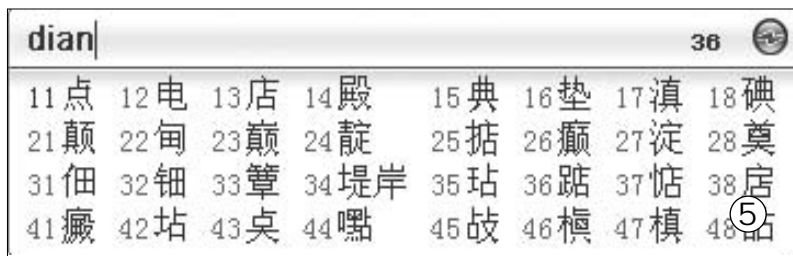 dian 36
11点 12电 13店 14殿 15典 16垫 17滇 18碘
21颠 22甸 23巅 24靛 25掂 26癫 27淀 28奠
31佃 32钿 33簟 34堤岸 35玷 36踮 37惦 38扂
41癜 42坫 43奌 44嚸 45敁 46槇 47槙 48
⑤